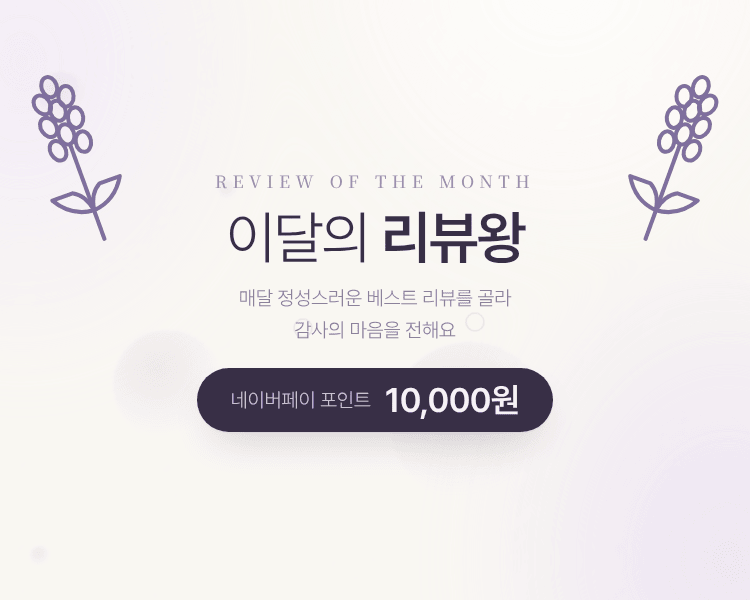 REVIEW OF THE MONTH
이달의 리뷰왕
매달 정성스러운 베스트 리뷰를 골라
감사의 마음을 전해요
네이버페이 포인트 10,000원